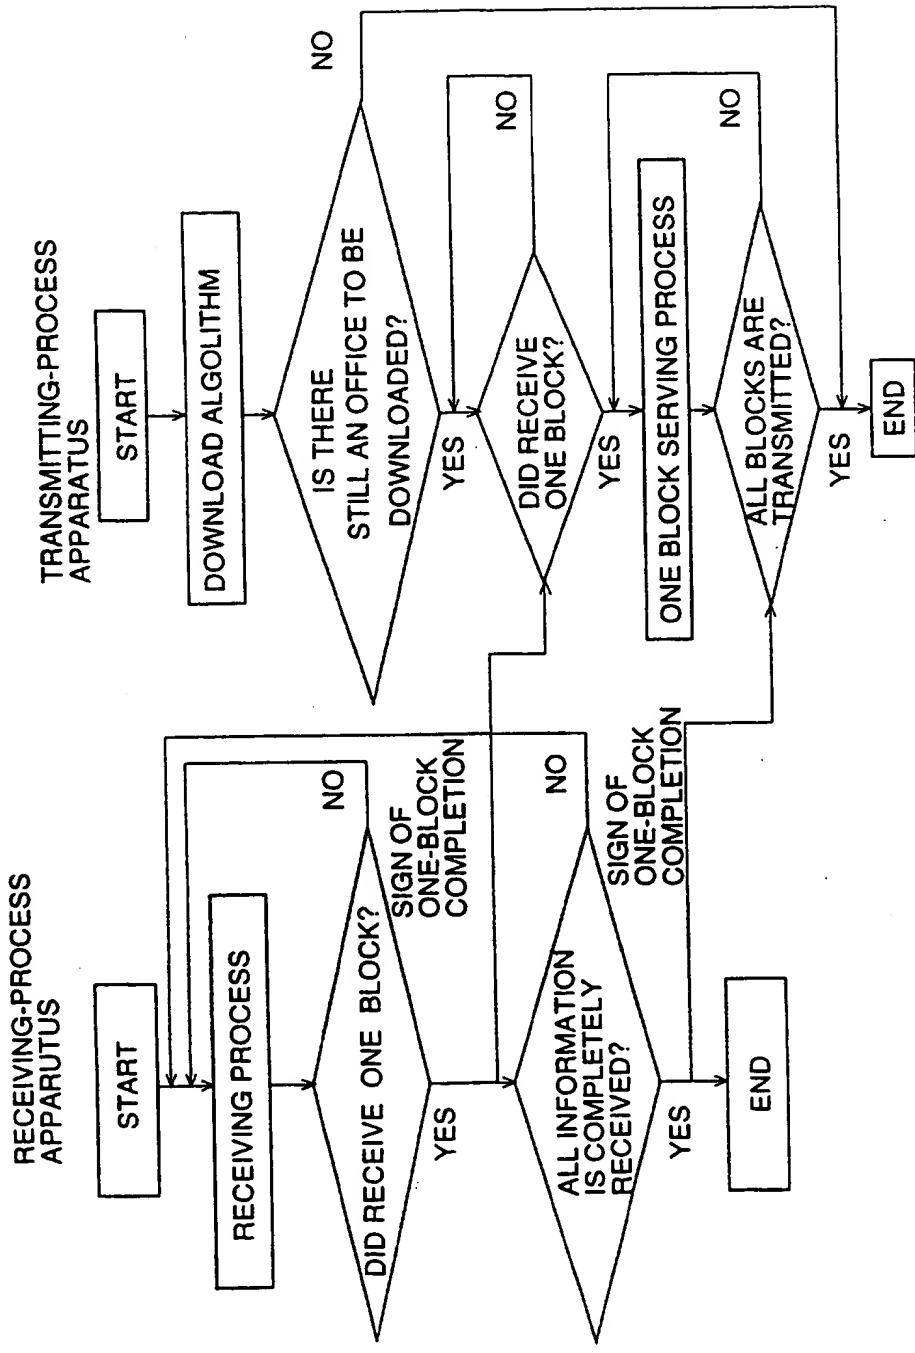 RECEIVING-PROCESS
APPARUTUS
START
RECEIVING PROCESS
DID RECEIVE ONE BLOCK?
NO
YES
SIGN OF
ONE-BLOCK
COMPLETION
ALL INFORMATION
IS COMPLETELY
RECEIVED?
NO
YES
SIGN OF
ONE-BLOCK
COMPLETION
END
TRANSMITTING-PROCESS
APPARATUS
START
DOWNLOAD ALGOLITHM
IS THERE
STILL AN OFFICE TO BE
DOWNLOADED?
NO
YES
DID RECEIVE
ONE BLOCK?
NO
YES
ONE BLOCK SERVING PROCESS
ALL BLOCKS ARE
TRANSMITTED?
NO
YES
END